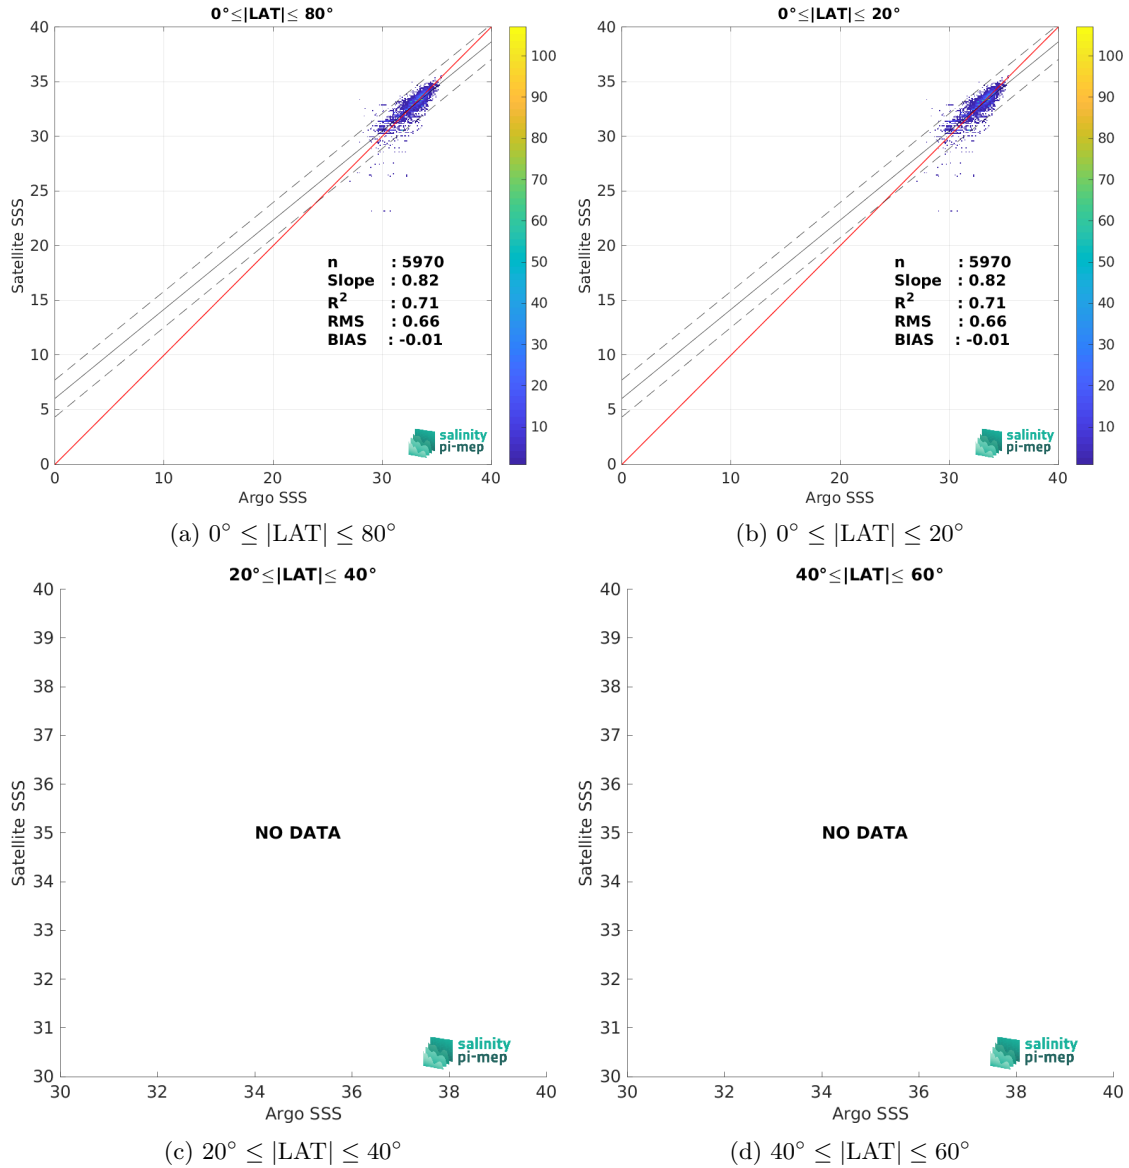 0°≤|LAT|≤ 80°
40
35
30
25
20
15
10
5
0
Satellite SSS
0
10
20
30
40
Argo SSS
n : 5970
Slope : 0.82
R² : 0.71
RMS : 0.66
BIAS : -0.01
salinity
pi-mep
100
90
80
70
60
50
40
30
20
10
(a) 0° ≤ |LAT| ≤ 80°
0°≤|LAT|≤ 20°
40
35
30
25
20
15
10
5
0
Satellite SSS
0
10
20
30
40
Argo SSS
n : 5970
Slope : 0.82
R² : 0.71
RMS : 0.66
BIAS : -0.01
salinity
pi-mep
100
90
80
70
60
50
40
30
20
10
(b) 0° ≤ |LAT| ≤ 20°
20°≤|LAT|≤ 40°
40
39
38
37
36
35
34
33
32
31
30
Satellite SSS
NO DATA
salinity
pi-mep
30
32
34
36
38
40
Argo SSS
(c) 20° ≤ |LAT| ≤ 40°
40°≤|LAT|≤ 60°
40
39
38
37
36
35
34
33
32
31
30
Satellite SSS
NO DATA
salinity
pi-mep
30
32
34
36
38
40
Argo SSS
(d) 40° ≤ |LAT| ≤ 60°